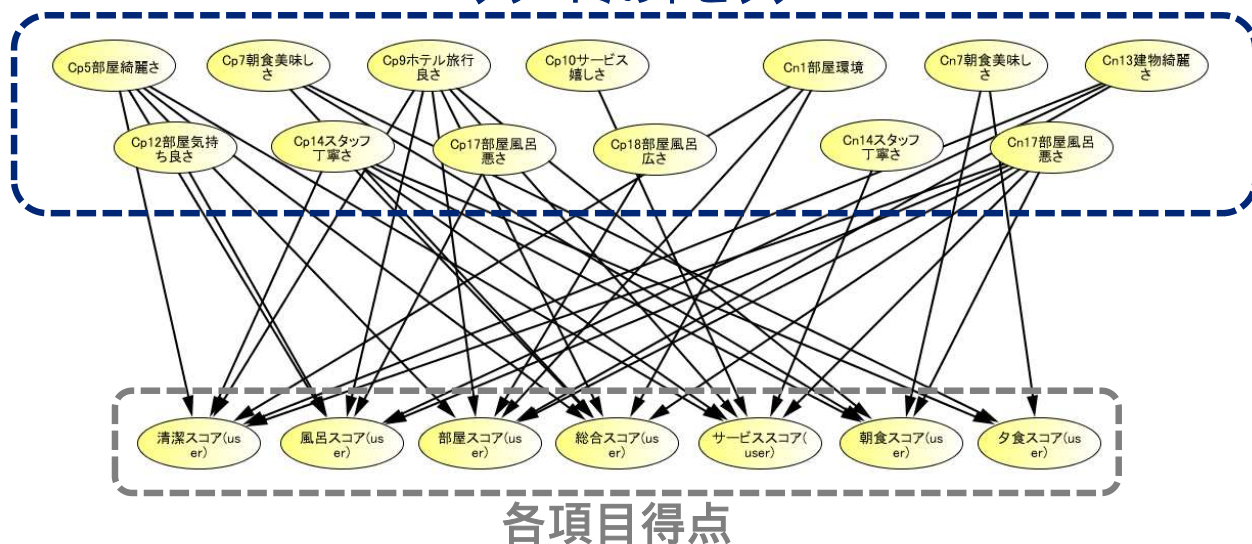 Cp5部屋綺麗さ
Cp7朝食美味し
さ
Cp9ホテル旅行
良さ
Cp10サービス
嬉しさ
Cn1部屋環境
Cn7朝食美味し
さ
Cn13建物綺麗
さ
Cp12部屋気持
ち良さ
Cp14スタッフ
丁寧さ
Cp17部屋風呂
悪さ
Cp18部屋風呂
広さ
Cn14スタッフ
丁寧さ
Cn17部屋風呂
悪さ
清潔スコア(us
er)
風呂スコア(us
er)
部屋スコア(us
er)
総合スコア(us
er)
サービススコア(
user)
朝食スコア(us
er)
夕食スコア(us
er)
各項目得点